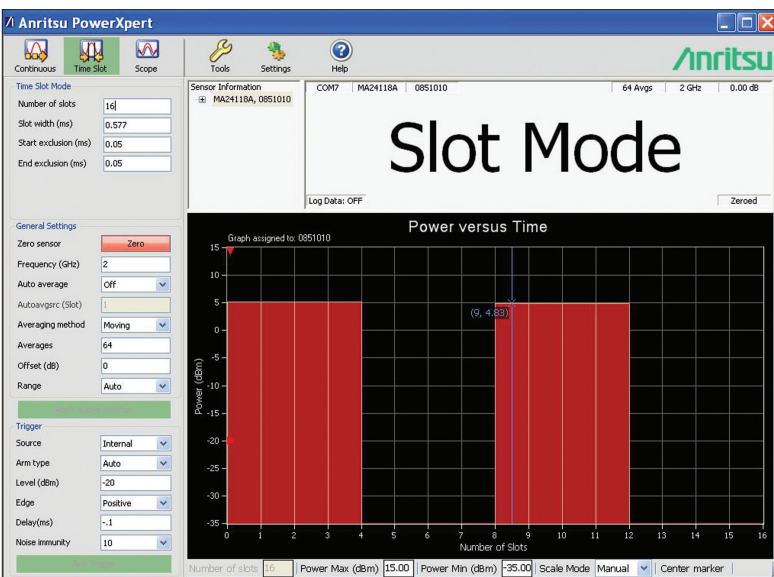 Anritsu PowerXpert
Continuous
Time Slot
Scope
Tools
Settings
Help
Anritsu
Time Slot Mode
Number of slots 16
Slot width (ms) 0.577
Start exclusion (ms) 0.05
End exclusion (ms) 0.05
Sensor Information
MA24118A, 0851010
COM7 MA24118A 0851010 64 Avgs 2 GHz 0.00 dB
Slot Mode
Log Data: OFF Zeroed
General Settings
Zero sensor Zero
Frequency (GHz) 2
Auto average Off
Autoavgsrc (Slot) 1
Averaging method Moving
Averages 64
Offset (dB) 0
Range Auto
Trigger
Source Internal
Arm type Auto
Level (dBm) -20
Edge Positive
Delay(ms) -.1
Noise immunity 10
Power versus Time
Graph assigned to: 0851010
15
10
5
0
-5
-10
-15
-20
-25
-30
-35
Power (dBm)
(9, 4.83)
0 1 2 3 4 5 6 7 8 9 10 11 12 13 14 15 16
Number of Slots
Number of slots 16 Power Max (dBm) 15.00 Power Min (dBm) -35.00 Scale Mode Manual Center marker